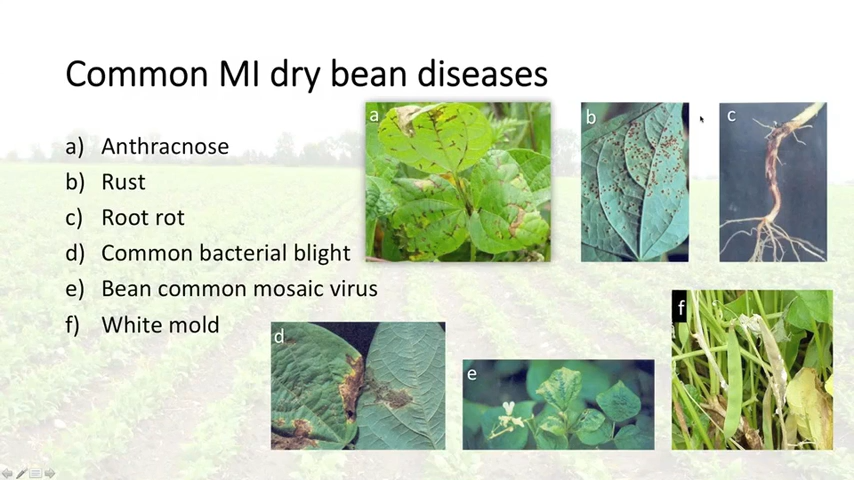 Common MI dry bean diseases
a) Anthracnose
b) Rust
c) Root rot
d) Common bacterial blight
e) Bean common mosaic virus
f) White mold
a
b
c
d
e
f